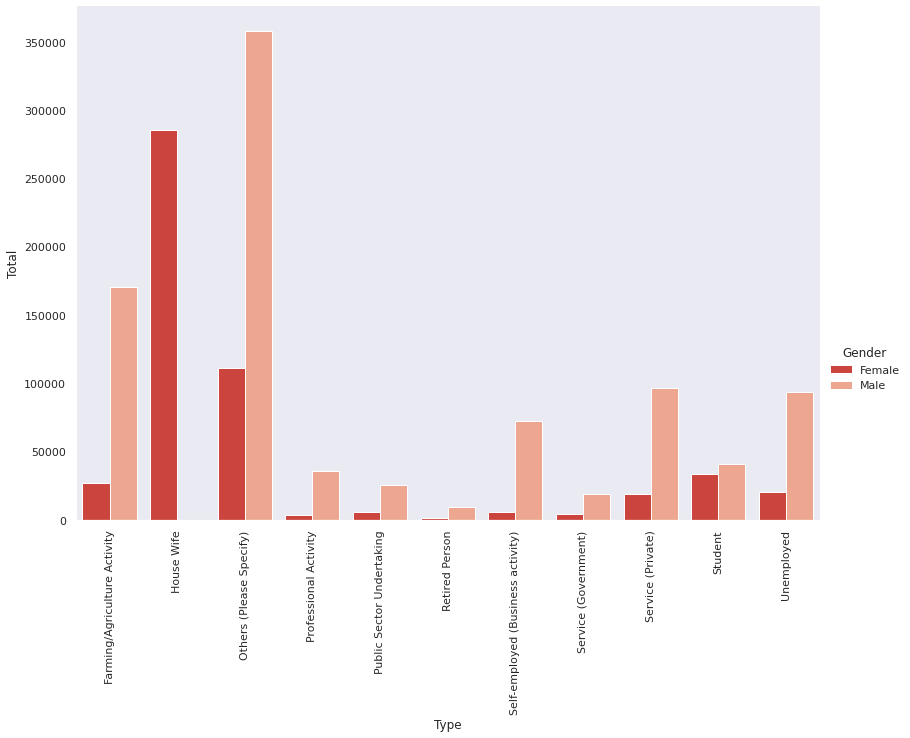 350000
300000
250000
200000
150000
100000
50000
0
Total
Farming/Agriculture Activity
House Wife
Others (Please Specify)
Professional Activity
Public Sector Undertaking
Retired Person
Self-employed (Business activity)
Service (Government)
Service (Private)
Student
Unemployed
Type
Gender
Female
Male